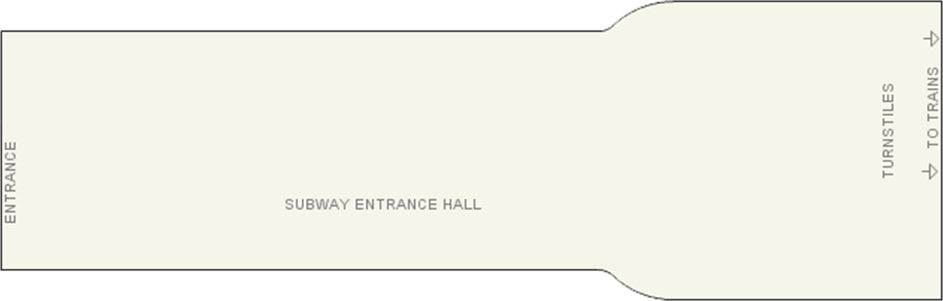 ENTRANCE
SUBWAY ENTRANCE HALL
TURNSTILES
TO TRAINS